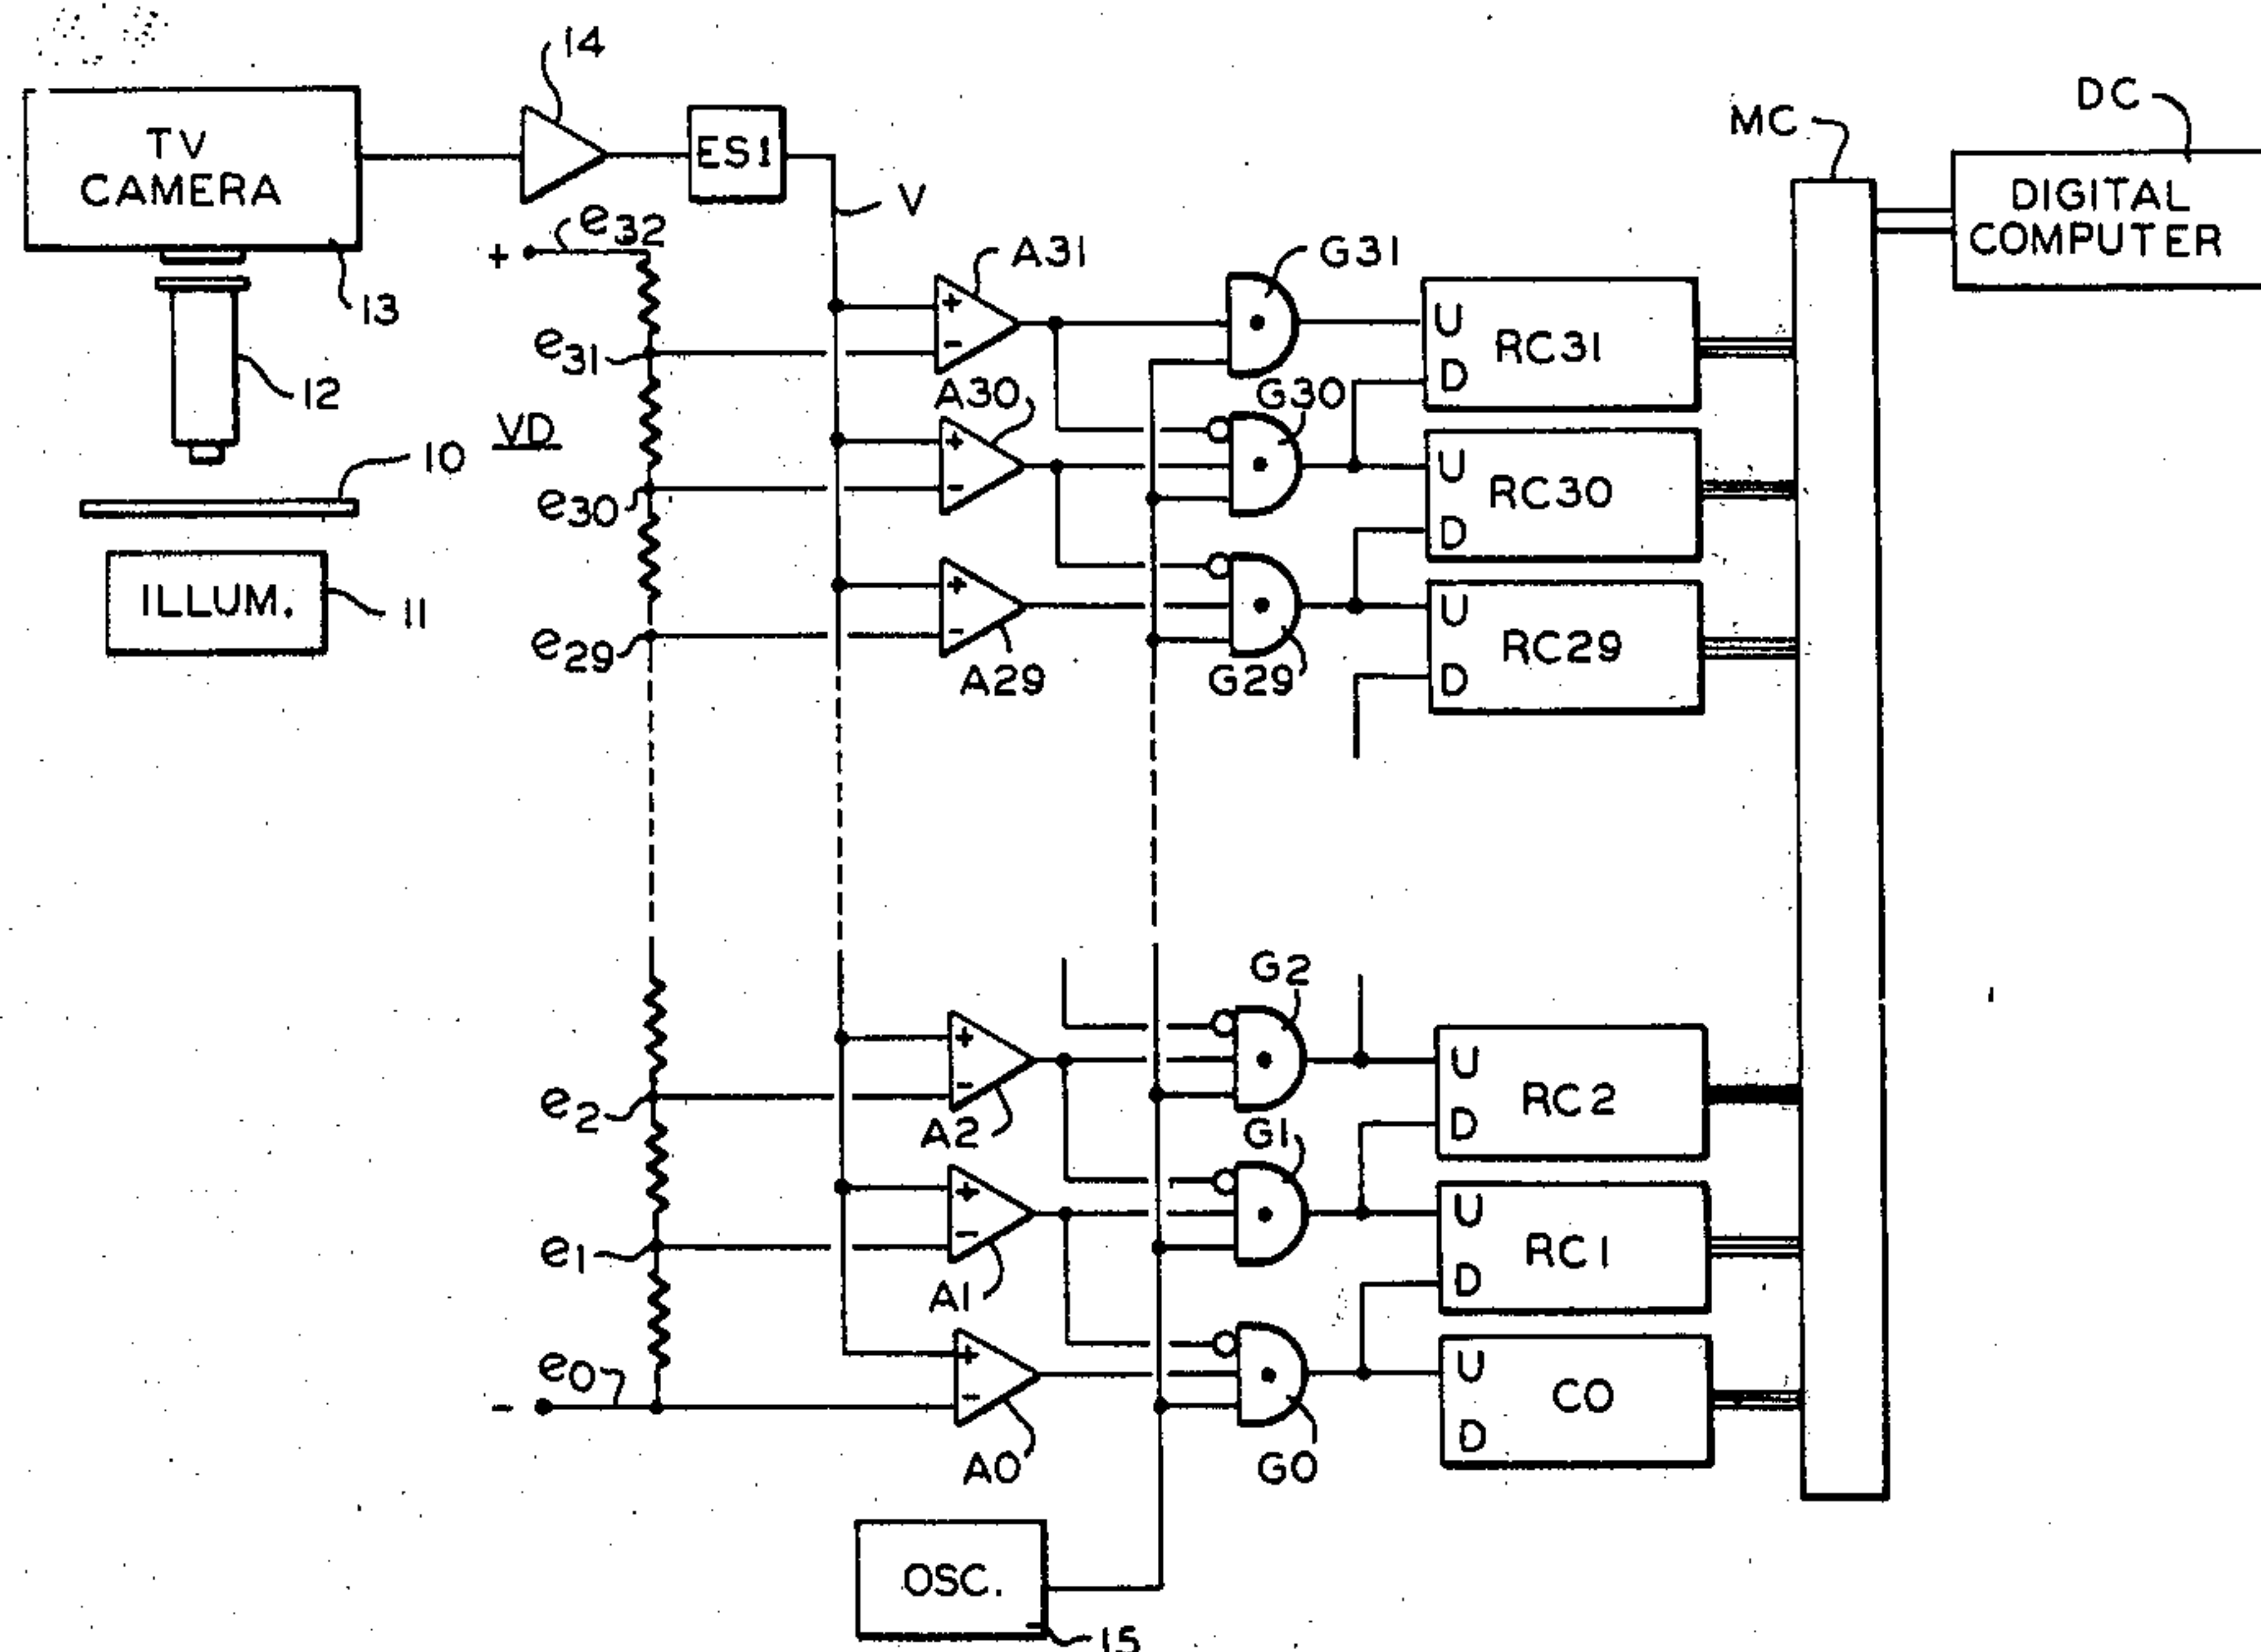 14
DC
MC
TV
CAMERA
ES1
DIGITAL
COMPUTER
V
e32
+
A31
G31
13
+
-
U
RC31
D
e31
12
A30
G30
VD
10
+
-
U
RC30
D
e30
ILLUM.
11
+
-
U
RC29
D
e29
A29
G29
G2
+
-
U
RC2
D
e2
A2
G1
+
-
U
RC1
D
e1
A1
e0
-
+
-
U
CO
D
A0
G0
OSC.
15